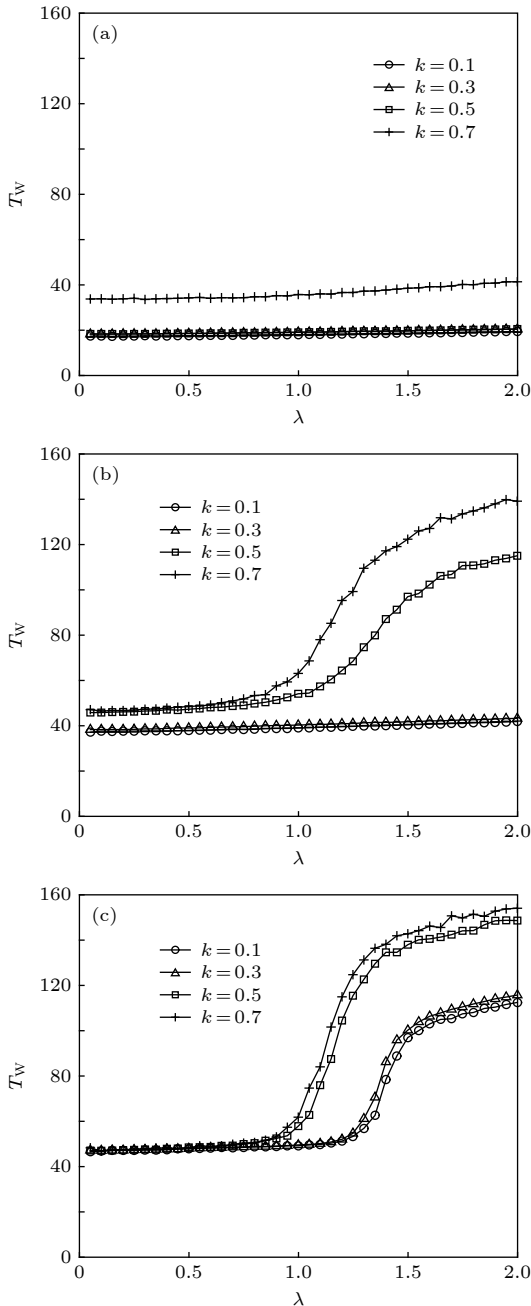 160
(a)
k = 0.1
k = 0.3
120
k = 0.5
k = 0.7
T_W
80
40
0
0 0.5 1.0 1.5 2.0
λ
160
(b)
k = 0.1
k = 0.3
120
k = 0.5
k = 0.7
T_W
80
40
0
0 0.5 1.0 1.5 2.0
λ
160
(c)
k = 0.1
k = 0.3
120
k = 0.5
k = 0.7
T_W
80
40
0
0 0.5 1.0 1.5 2.0
λ